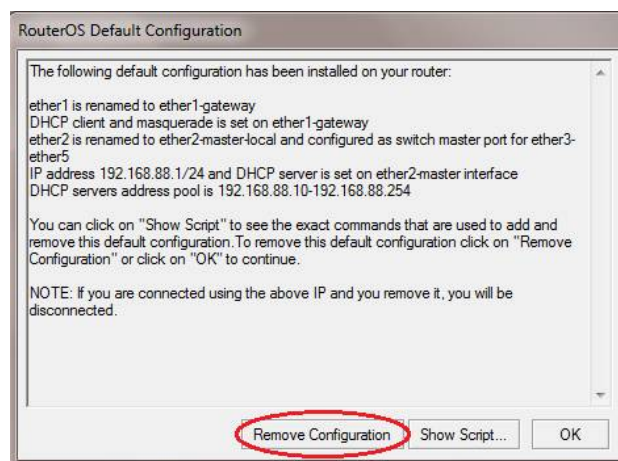 RouterOS Default Configuration
The following default configuration has been installed on your router:
ether1 is renamed to ether1-gateway
DHCP client and masquerade is set on ether1-gateway
ether2 is renamed to ether2-master-local and configured as switch master port for ether3-
ether5
IP address 192.168.88.1/24 and DHCP server is set on ether2-master interface
DHCP servers address pool is 192.168.88.10-192.168.88.254
You can click on "Show Script" to see the exact commands that are used to add and
remove this default configuration.To remove this default configuration click on "Remove
Configuration" or click on "OK" to continue.
NOTE: If you are connected using the above IP and you remove it, you will be
disconnected.
Remove Configuration Show Script... OK